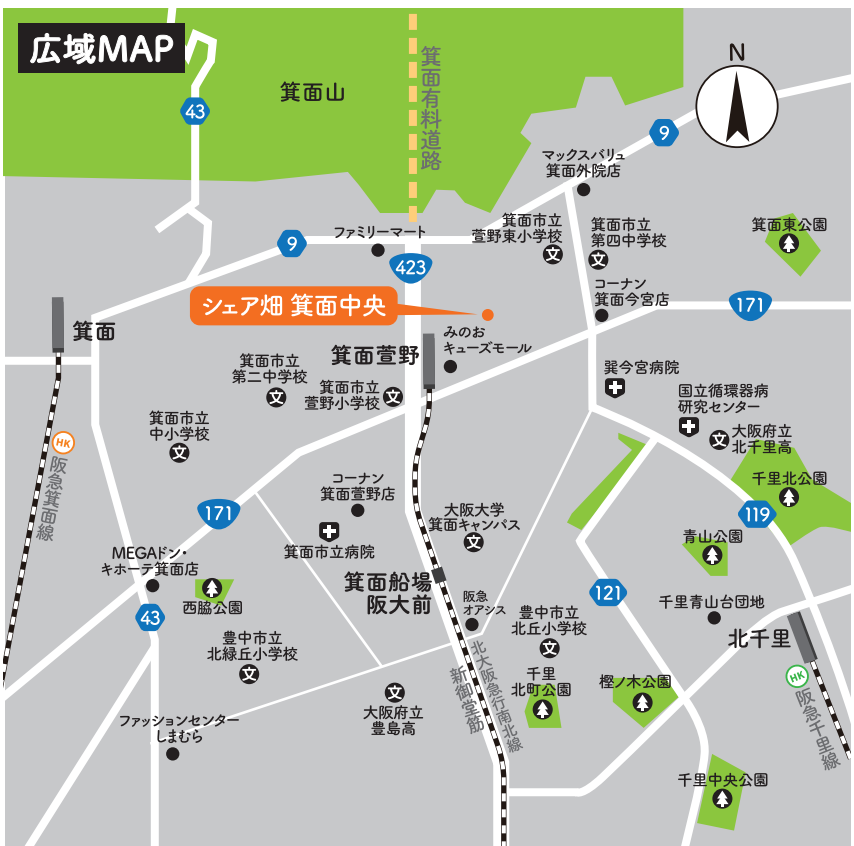 広域MAP
N
43
箕面山
箕面有料道路
9
マックスバリュ
箕面外院店
箕面市立
萱野東小学校
箕面市立
第四中学校
箕面東公園
ファミリーマート
9
423
コーナン
箕面今宮店
171
シェア畑 箕面中央
箕面
みのお
キューズモール
箕面萱野
箕面市立
第二中学校
箕面市立
萱野小学校
巽今宮病院
国立循環器病
研究センター
大阪府立
北千里高
箕面市立
中小学校
HK
阪急箕面線
千里北公園
コーナン
箕面萱野店
171
大阪大学
箕面キャンパス
119
青山公園
箕面市立病院
MEGAドン・
キホーテ箕面店
箕面船場
阪大前
西脇公園
43
阪急
オアシス
121
千里青山台団地
豊中市立
北丘小学校
北千里
豊中市立
北緑丘小学校
北大阪急行南北線
新御堂筋
千里
北町公園
樫ノ木公園
HK
阪急千里線
大阪府立
豊島高
ファッションセンター
しまむら
千里中央公園